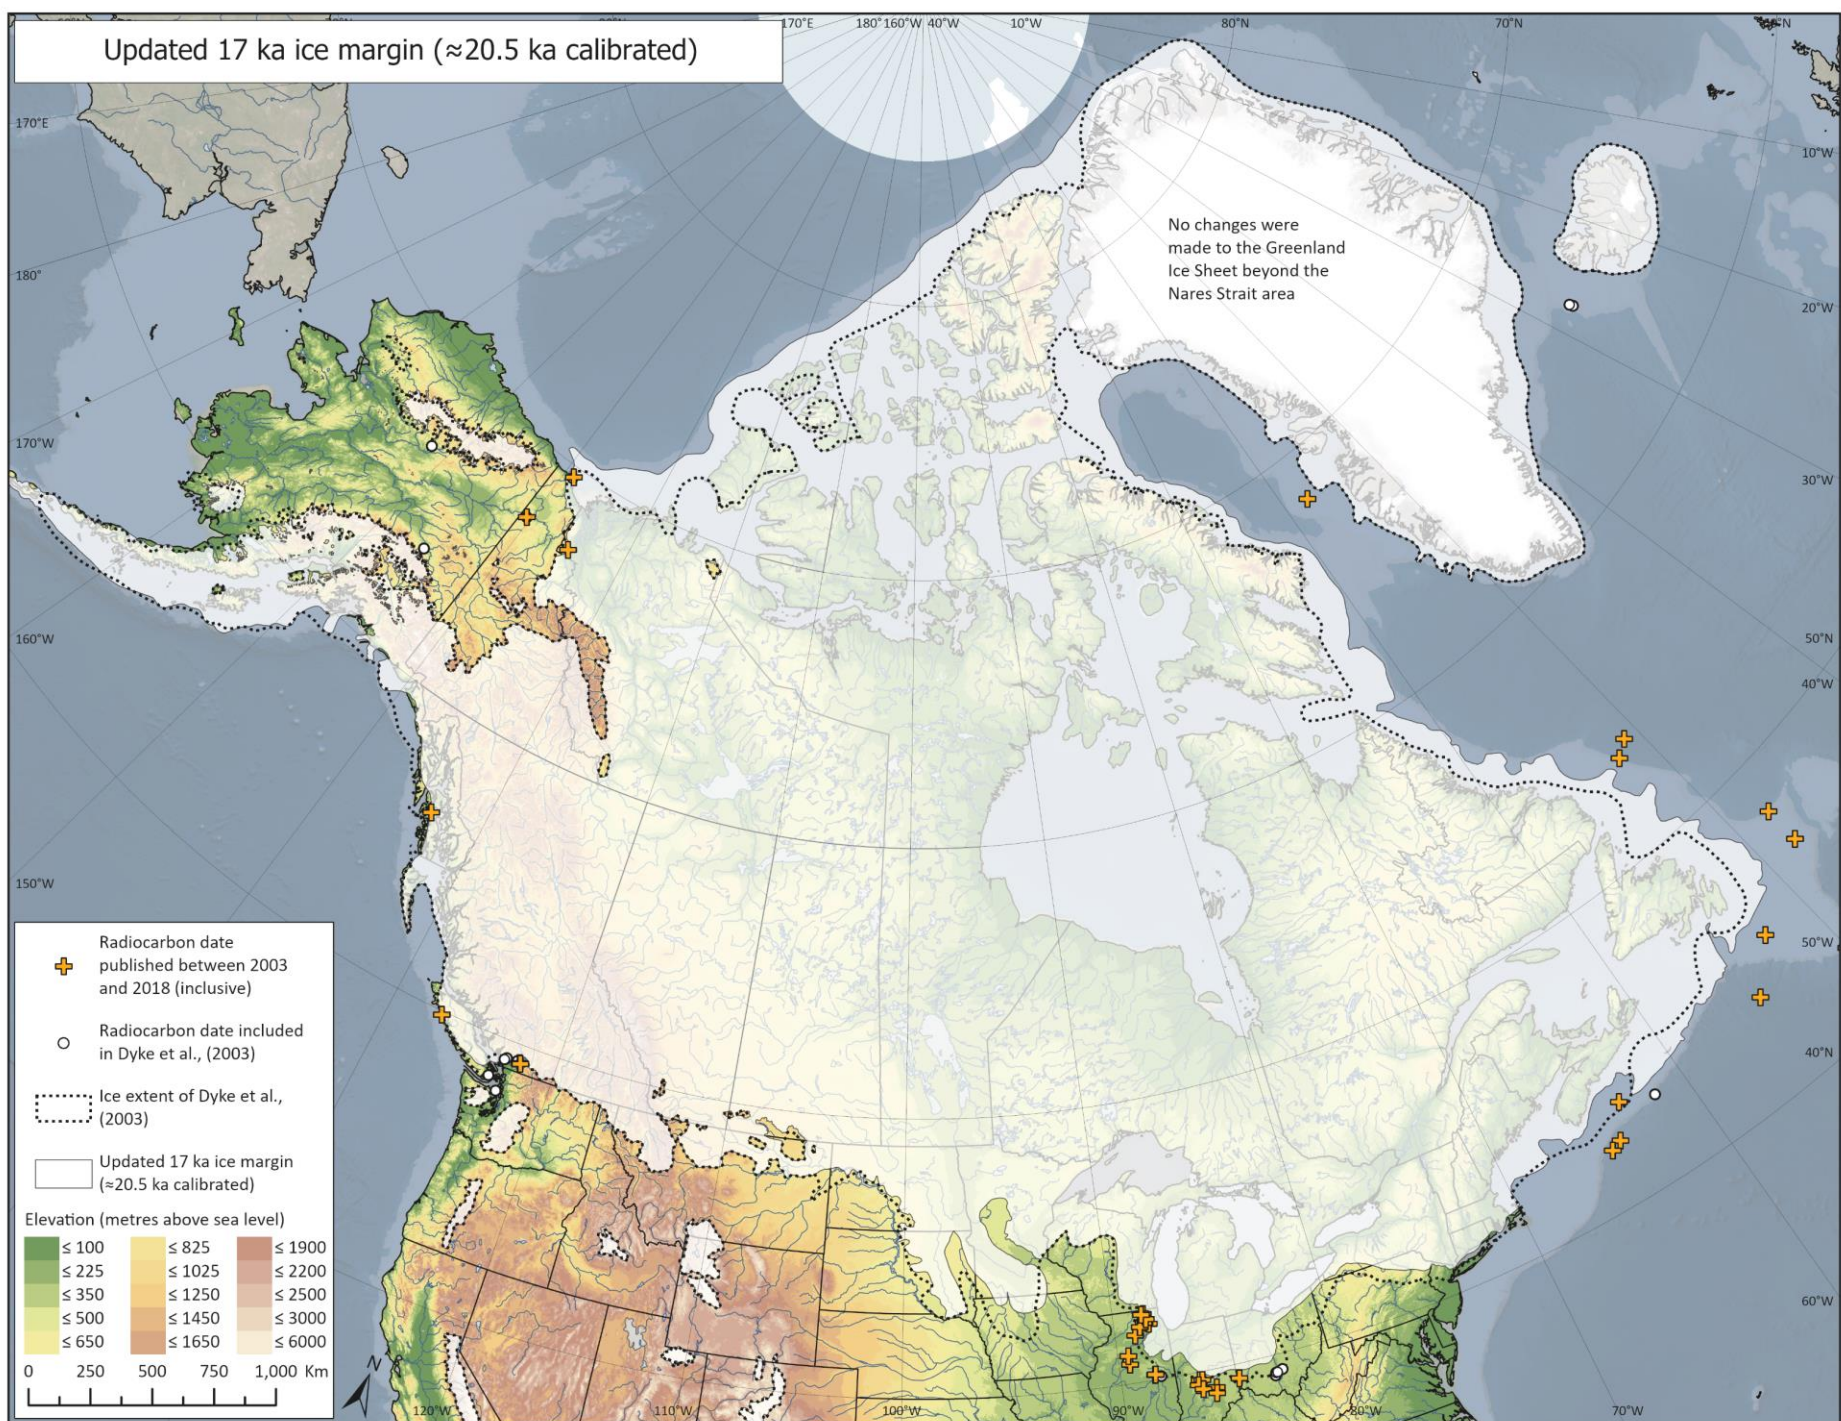 Updated 17 ka ice margin (≈20.5 ka calibrated)
170°E
180°
160°W
40°W
10°W
80°N
70°N
170°E
180°
170°W
160°W
150°W
10°W
20°W
30°W
50°N
40°W
50°W
40°N
60°W
No changes were
made to the Greenland
Ice Sheet beyond the
Nares Strait area
Radiocarbon date
published between 2003
and 2018 (inclusive)
Radiocarbon date included
in Dyke et al., (2003)
Ice extent of Dyke et al.,
(2003)
Updated 17 ka ice margin
(≈20.5 ka calibrated)
Elevation (metres above sea level)
≤ 100 ≤ 825 ≤ 1900
≤ 225 ≤ 1025 ≤ 2200
≤ 350 ≤ 1250 ≤ 2500
≤ 500 ≤ 1450 ≤ 3000
≤ 650 ≤ 1650 ≤ 6000
0 250 500 750 1,000 Km
N
120°W
110°W
100°W
90°W
80°W
70°W